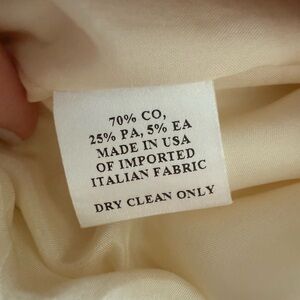 70% CO,
25% PA, 5% EA
MADE IN USA
OF IMPORTED
ITALIAN FABRIC
DRY CLEAN ONLY